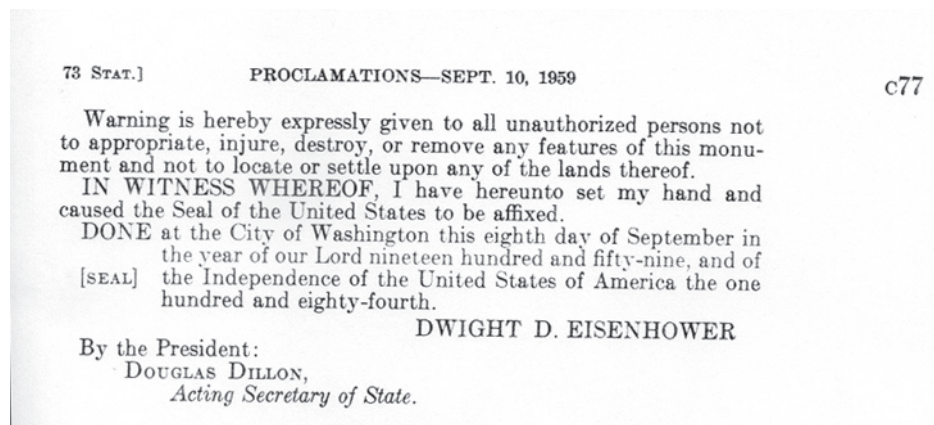 73 STAT.] PROCLAMATIONS—SEPT. 10, 1959 c77
Warning is hereby expressly given to all unauthorized persons not
to appropriate, injure, destroy, or remove any features of this monu-
ment and not to locate or settle upon any of the lands thereof.
IN WITNESS WHEREOF, I have hereunto set my hand and
caused the Seal of the United States to be affixed.
DONE at the City of Washington this eighth day of September in
the year of our Lord nineteen hundred and fifty-nine, and of
[SEAL] the Independence of the United States of America the one
hundred and eighty-fourth.
DWIGHT D. EISENHOWER
By the President:
DOUGLAS DILLON,
Acting Secretary of State.